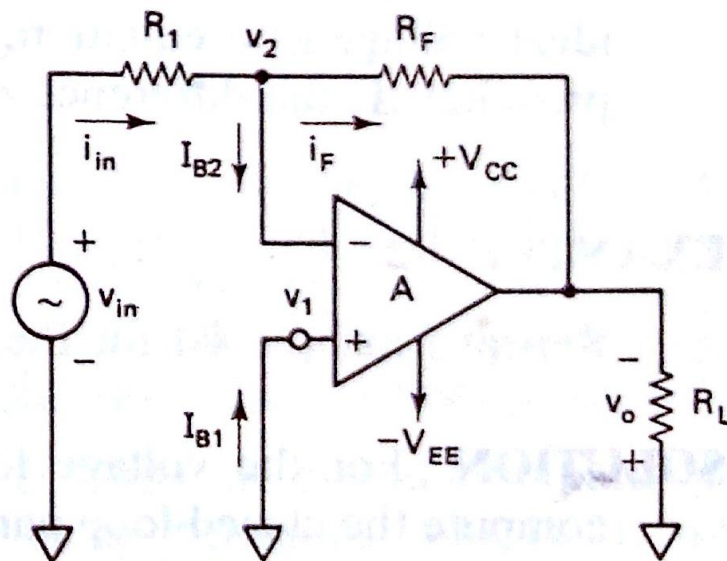 R1
v2
RF
iin
IB2
iF
+VCC
+
−
A
vin
v1
+
−
−
IB1
−VEE
vo
RL
+